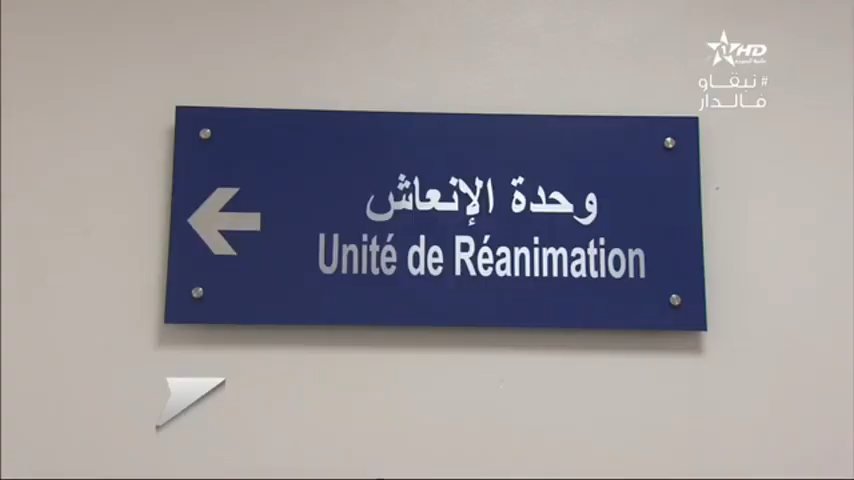 HD
#نبقاو
فالدار
وحدة الإنعاش
Unité de Réanimation